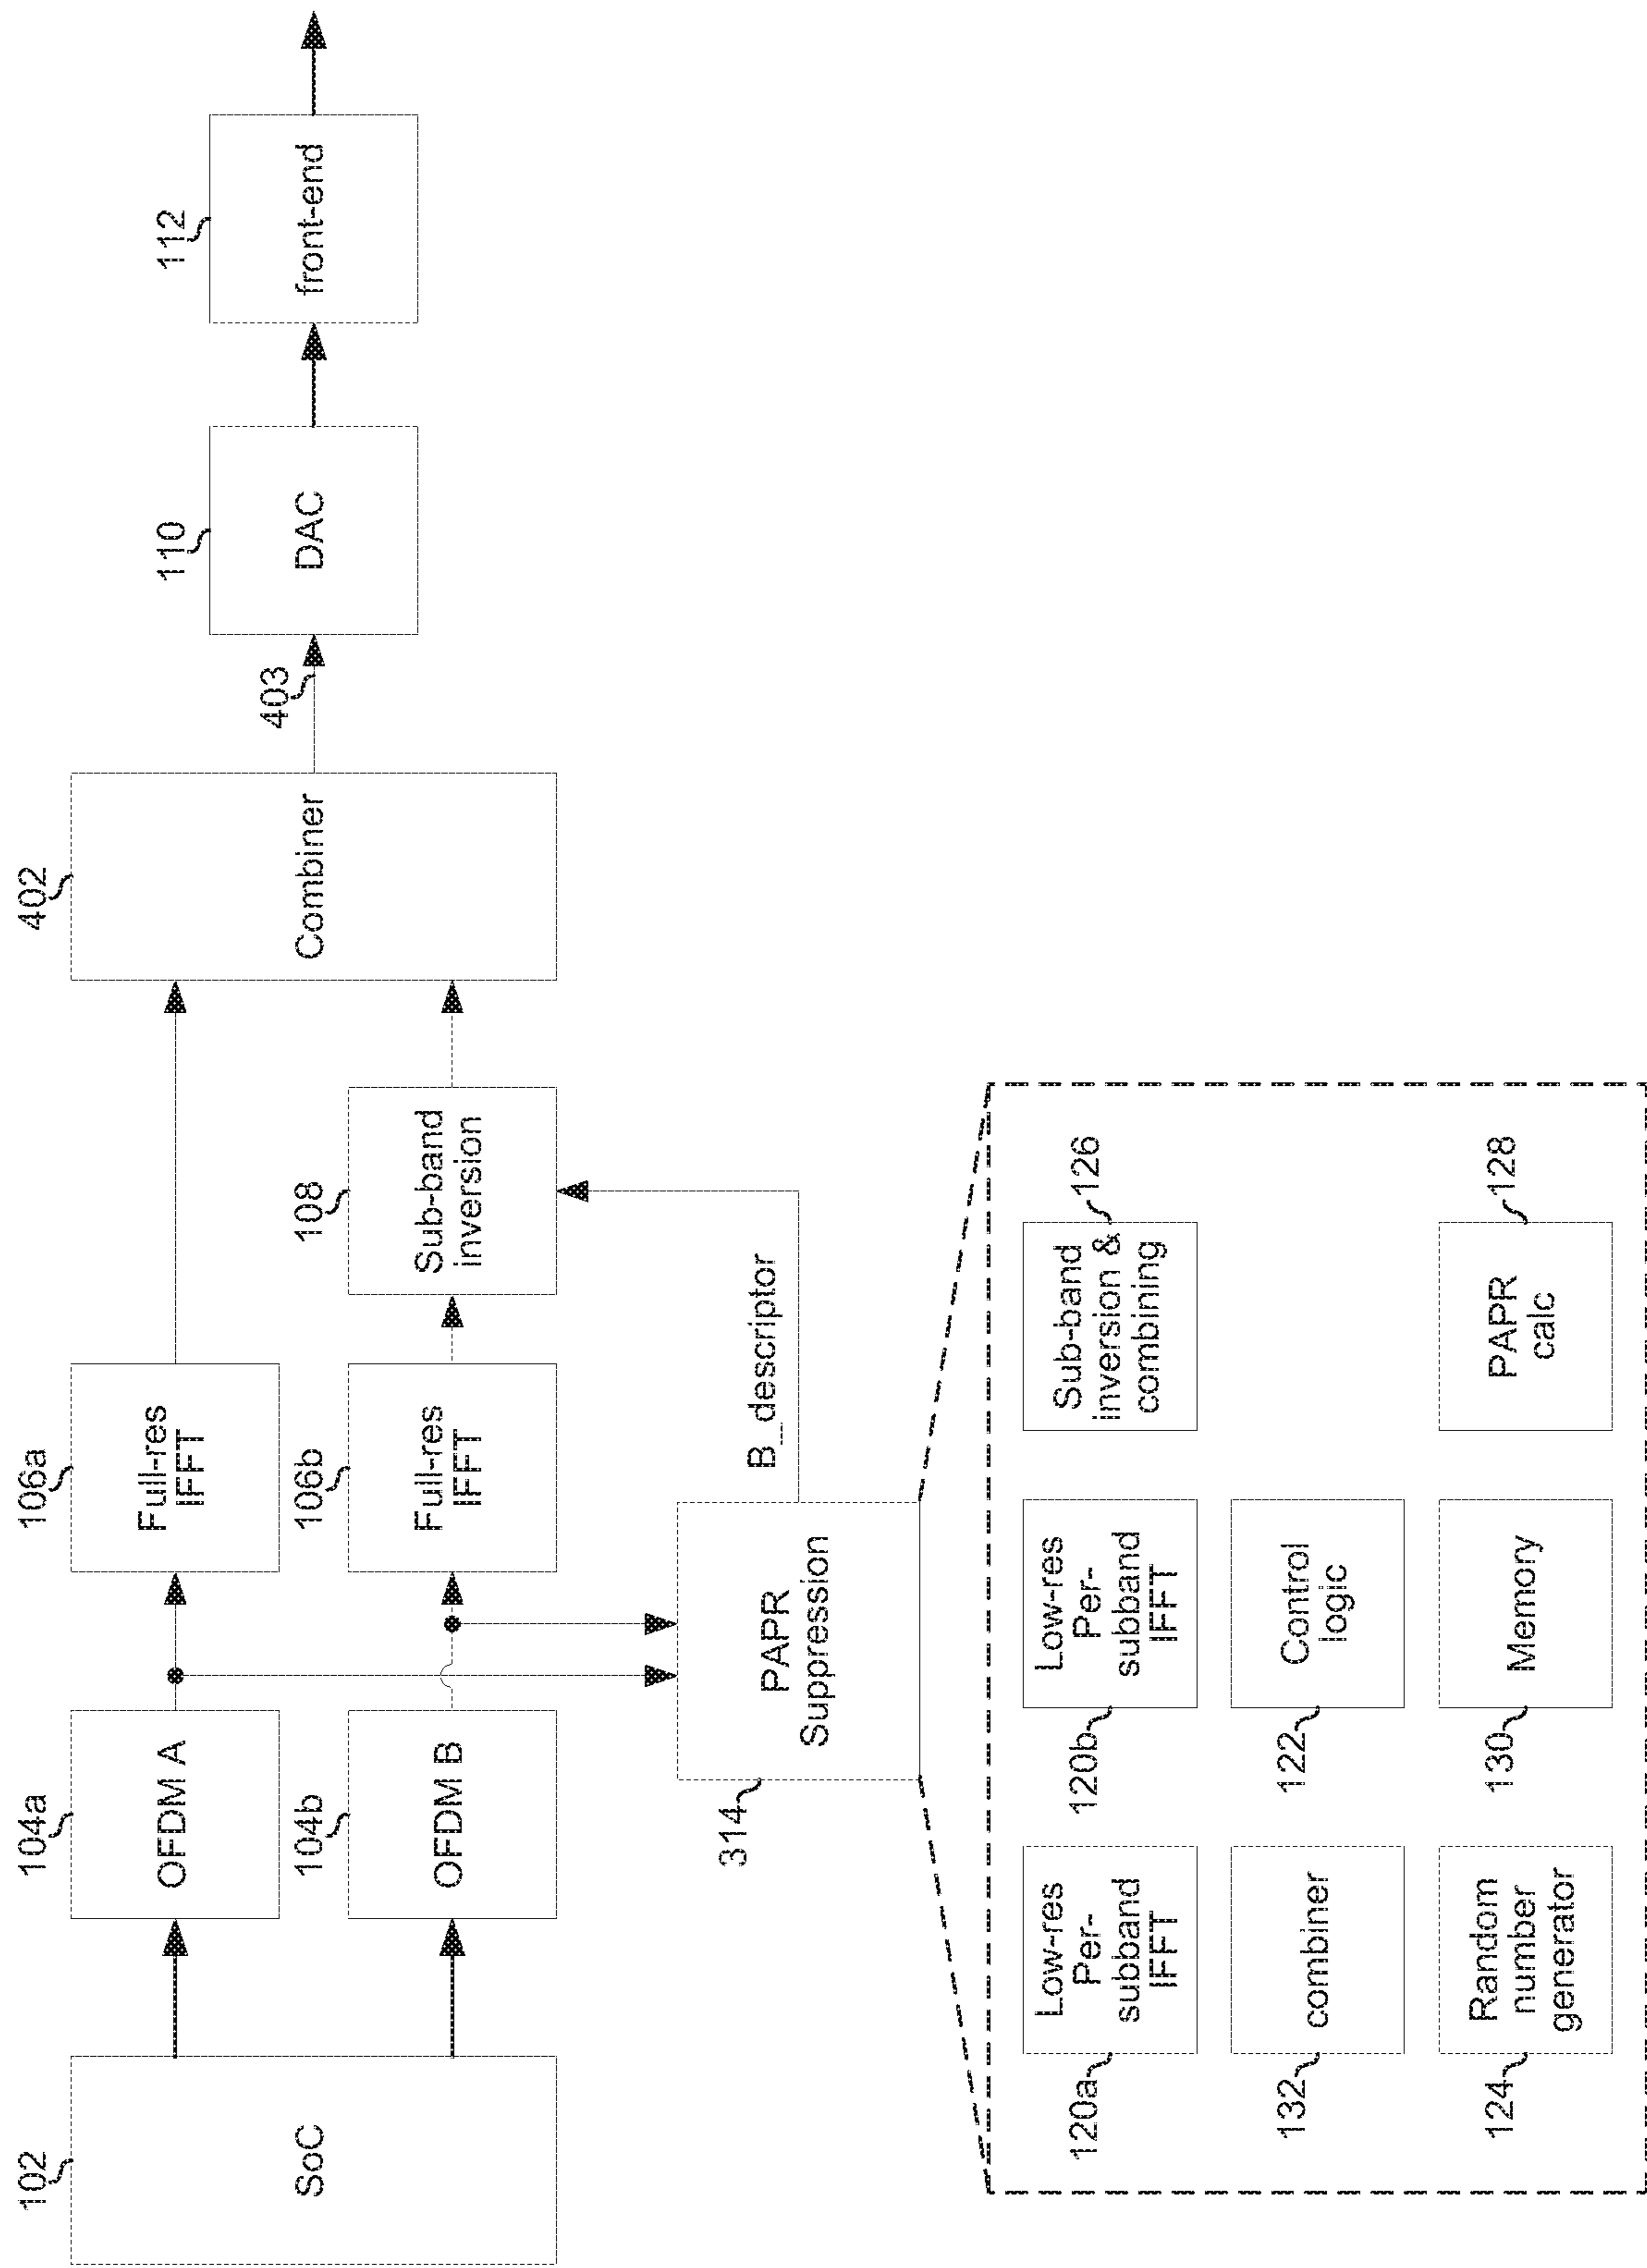 102
SoC
104a
OFDM A
104b
OFDM B
106a
Full-res
IFFT
106b
Full-res
IFFT
108
Sub-band
inversion
402
Combiner
403
110
DAC
112
front-end
314
PAPR
Suppression
B_descriptor
120a
Low-res
Per-
subband
IFFT
120b
Low-res
Per-
subband
IFFT
Sub-band
inversion &
combining
126
132
combiner
122
Control
logic
124
Random
number
generator
130
Memory
PAPR
calc
128